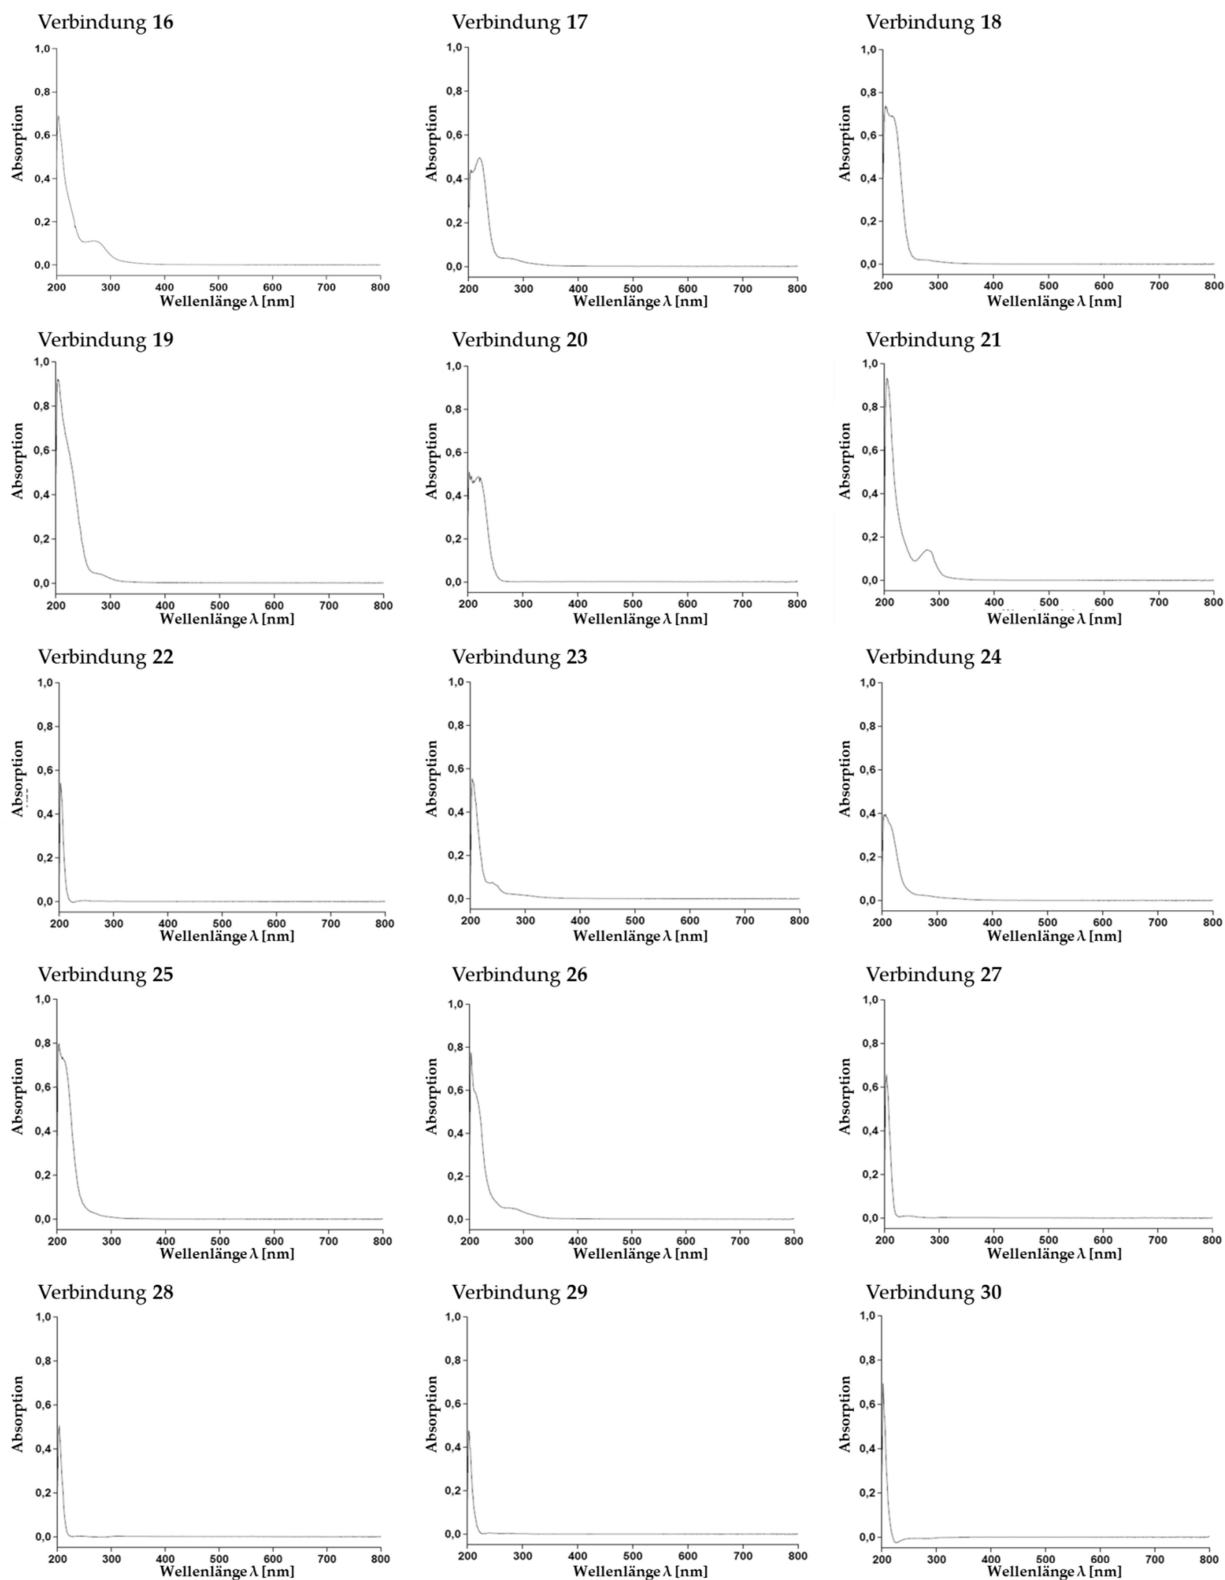 Verbindung 16
1,0
0,8
0,6
0,4
0,2
0,0
Absorption
200 300 400 500 600 700 800
Wellenlänge λ [nm]
Verbindung 17
1,0
0,8
0,6
0,4
0,2
0,0
Absorption
200 300 400 500 600 700 800
Wellenlänge λ [nm]
Verbindung 18
1,0
0,8
0,6
0,4
0,2
0,0
Absorption
200 300 400 500 600 700 800
Wellenlänge λ [nm]
Verbindung 19
1,0
0,8
0,6
0,4
0,2
0,0
Absorption
200 300 400 500 600 700 800
Wellenlänge λ [nm]
Verbindung 20
1,0
0,8
0,6
0,4
0,2
0,0
Absorption
200 300 400 500 600 700 800
Wellenlänge λ [nm]
Verbindung 21
1,0
0,8
0,6
0,4
0,2
0,0
Absorption
200 300 400 500 600 700 800
Wellenlänge λ [nm]
Verbindung 22
1,0
0,8
0,6
0,4
0,2
0,0
Absorption
200 300 400 500 600 700 800
Wellenlänge λ [nm]
Verbindung 23
1,0
0,8
0,6
0,4
0,2
0,0
Absorption
200 300 400 500 600 700 800
Wellenlänge λ [nm]
Verbindung 24
1,0
0,8
0,6
0,4
0,2
0,0
Absorption
200 300 400 500 600 700 800
Wellenlänge λ [nm]
Verbindung 25
1,0
0,8
0,6
0,4
0,2
0,0
Absorption
200 300 400 500 600 700 800
Wellenlänge λ [nm]
Verbindung 26
1,0
0,8
0,6
0,4
0,2
0,0
Absorption
200 300 400 500 600 700 800
Wellenlänge λ [nm]
Verbindung 27
1,0
0,8
0,6
0,4
0,2
0,0
Absorption
200 300 400 500 600 700 800
Wellenlänge λ [nm]
Verbindung 28
1,0
0,8
0,6
0,4
0,2
0,0
Absorption
200 300 400 500 600 700 800
Wellenlänge λ [nm]
Verbindung 29
1,0
0,8
0,6
0,4
0,2
0,0
Absorption
200 300 400 500 600 700 800
Wellenlänge λ [nm]
Verbindung 30
1,0
0,8
0,6
0,4
0,2
0,0
Absorption
200 300 400 500 600 700 800
Wellenlänge λ [nm]